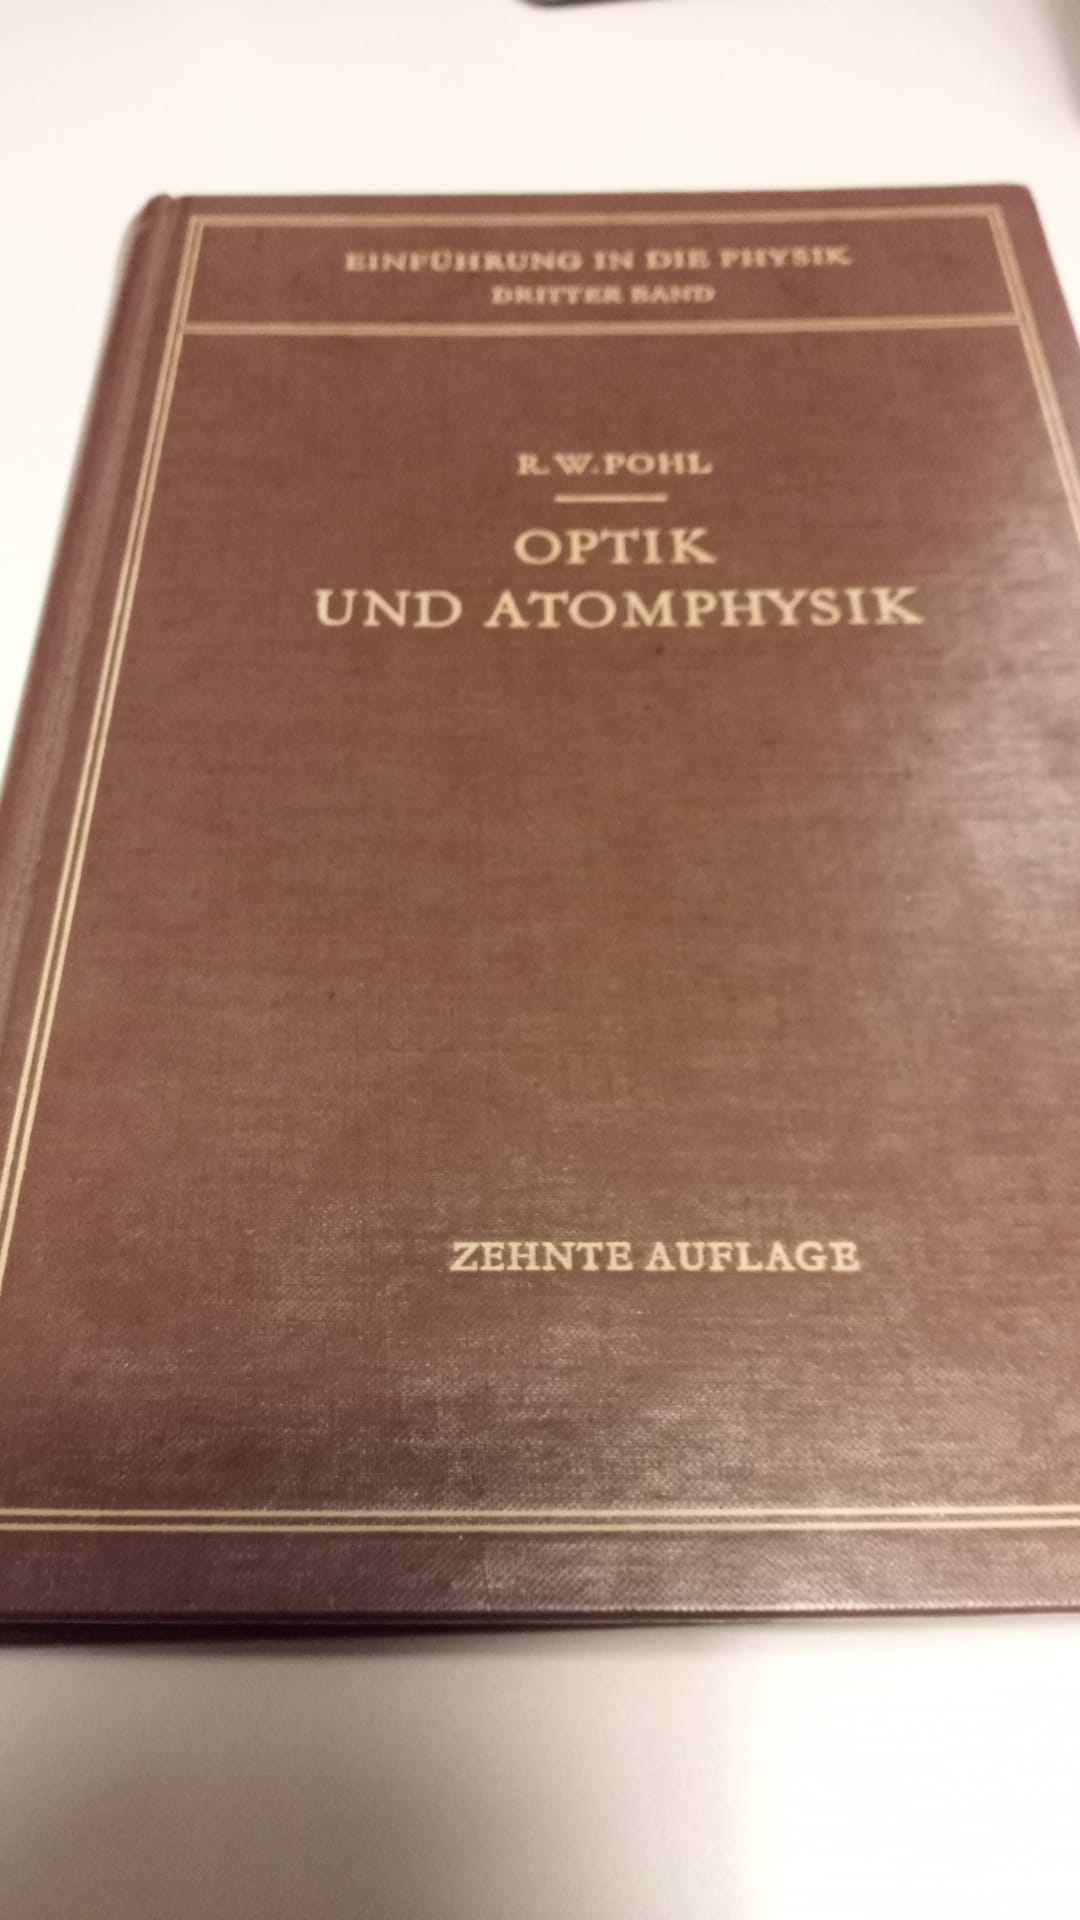 EINFÜHRUNG IN DIE PHYSIK
DRITTER BAND
R. W. POHL
OPTIK
UND ATOMPHYSIK
ZEHNTE AUFLAGE